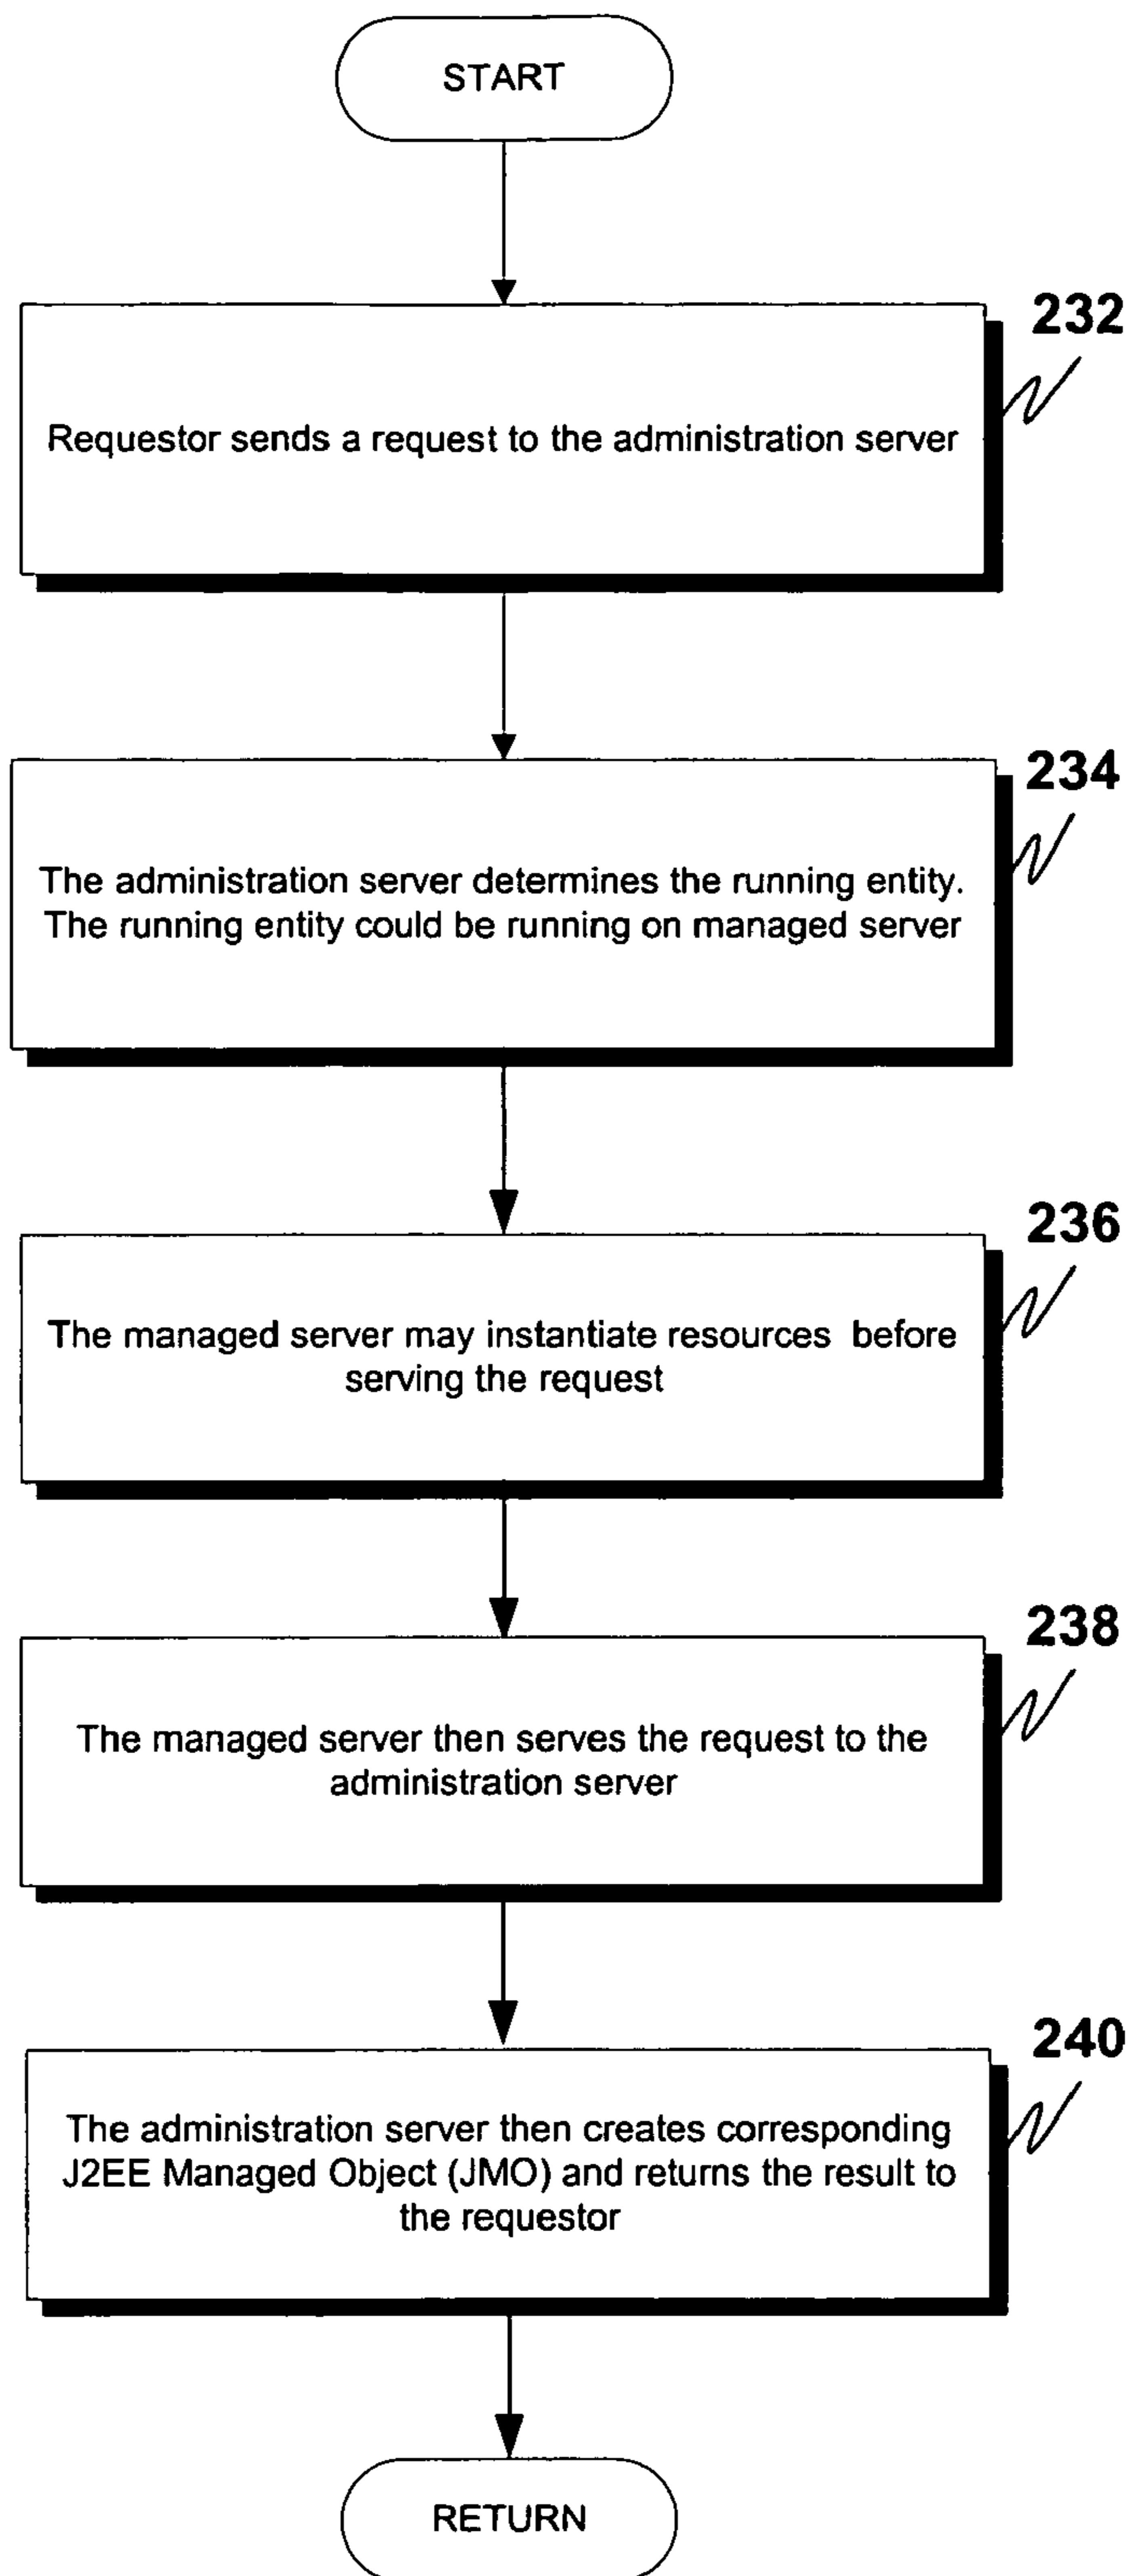 START
232
Requestor sends a request to the administration server
234
The administration server determines the running entity.
The running entity could be running on managed server
236
The managed server may instantiate resources before
serving the request
238
The managed server then serves the request to the
administration server
240
The administration server then creates corresponding
J2EE Managed Object (JMO) and returns the result to
the requestor
RETURN